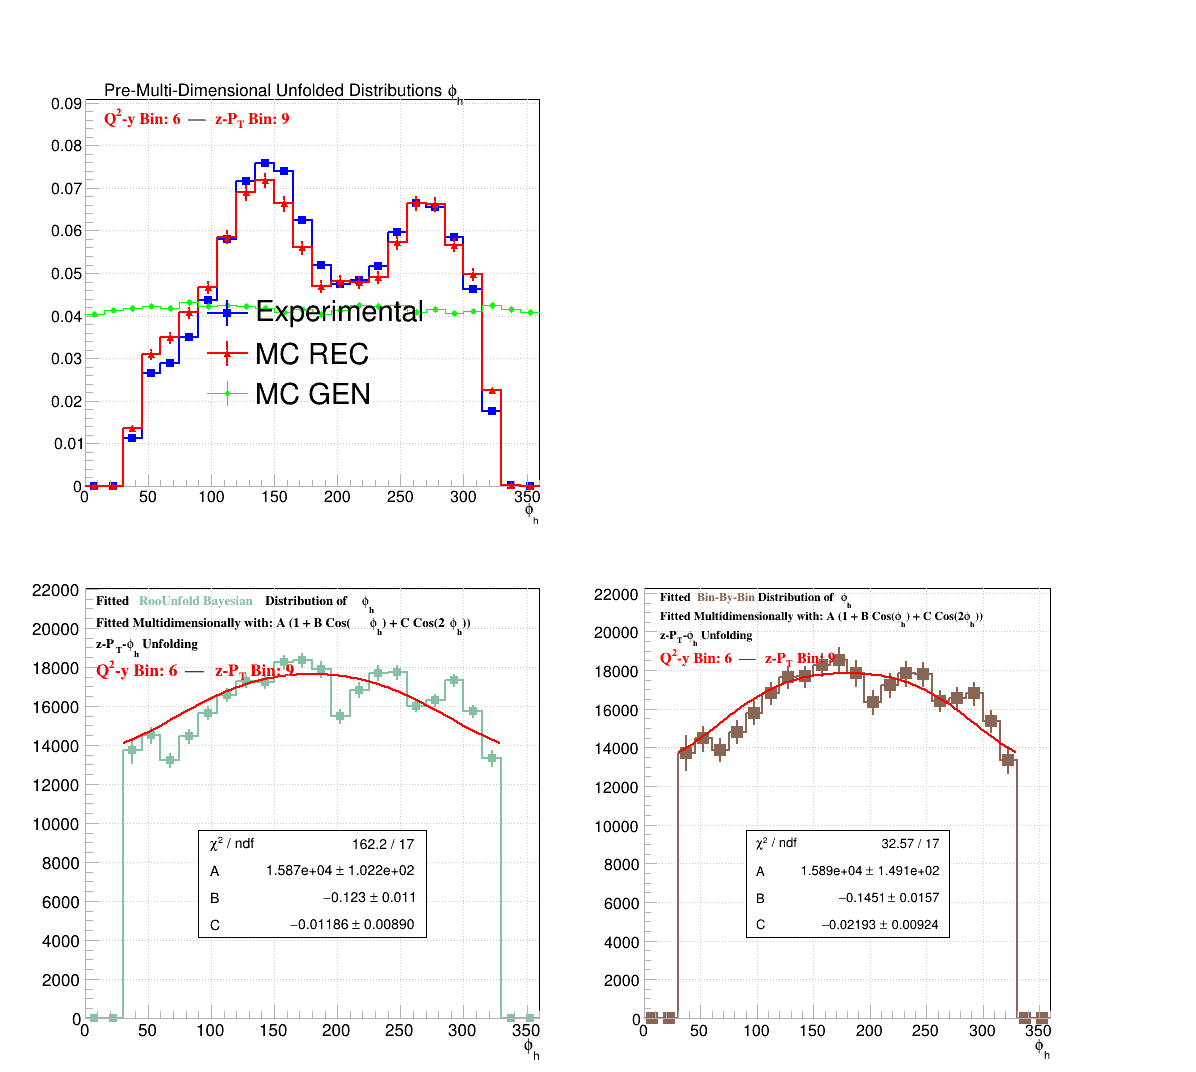 Pre-Multi-Dimensional Unfolded Distributions ϕh
Q2-y Bin: 6 — z-PT Bin: 9
0.09
0.08
0.07
0.06
0.05
0.04
0.03
0.02
0.01
0
Experimental
MC REC
MC GEN
0 50 100 150 200 250 300 350
ϕh
22000
20000
18000
16000
14000
12000
10000
8000
6000
4000
2000
0
Fitted RooUnfold Bayesian Distribution of ϕh
Fitted Multidimensionally with: A (1 + B Cos( ϕh) + C Cos(2 ϕh))
z-PT-ϕh Unfolding
Q2-y Bin: 6 — z-PT Bin: 9
χ2 / ndf 162.2 / 17
A 1.587e+04 ± 1.022e+02
B −0.123 ± 0.011
C −0.01186 ± 0.00890
0 50 100 150 200 250 300 350
ϕh
22000
20000
18000
16000
14000
12000
10000
8000
6000
4000
2000
0
Fitted Bin-By-Bin Distribution of ϕh
Fitted Multidimensionally with: A (1 + B Cos(ϕh) + C Cos(2ϕh))
z-PT-ϕh Unfolding
Q2-y Bin: 6 — z-PT Bin: 9
χ2 / ndf 32.57 / 17
A 1.589e+04 ± 1.491e+02
B −0.1451 ± 0.0157
C −0.02193 ± 0.00924
0 50 100 150 200 250 300 350
ϕh